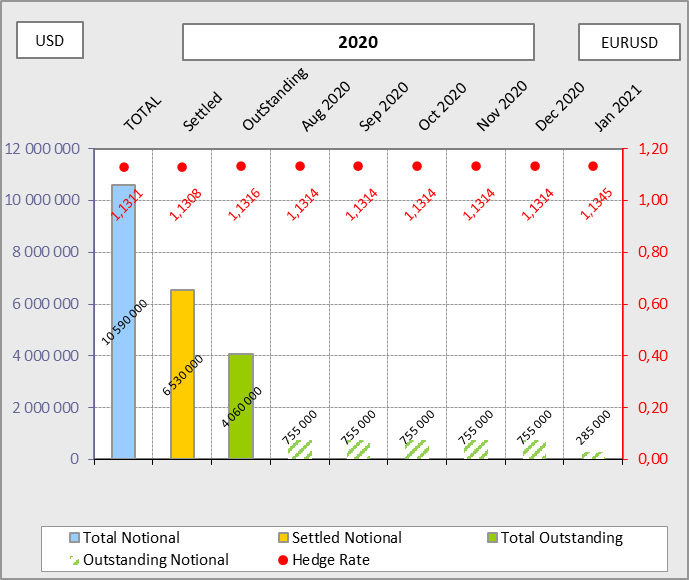 USD
2020
EURUSD
TOTAL
Settled
OutStanding
Aug 2020
Sep 2020
Oct 2020
Nov 2020
Dec 2020
Jan 2021
12 000 000
10 000 000
8 000 000
6 000 000
4 000 000
2 000 000
0
1,20
1,00
0,80
0,60
0,40
0,20
0,00
1,1311
1,1308
1,1316
1,1314
1,1314
1,1314
1,1314
1,1314
1,1345
10 590 000
6 530 000
4 060 000
755 000
755 000
755 000
755 000
755 000
285 000
Total Notional
Settled Notional
Total Outstanding
Outstanding Notional
Hedge Rate